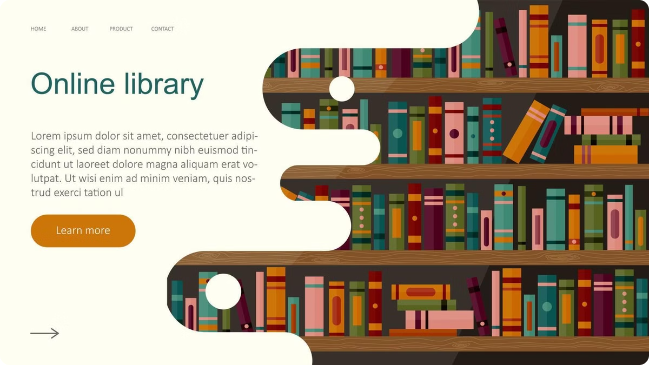 HOME ABOUT PRODUCT CONTACT
Online library
Lorem ipsum dolor sit amet, consectetuer adipi-
scing elit, sed diam nonummy nibh euismod tin-
cidunt ut laoreet dolore magna aliquam erat vo-
lutpat. Ut wisi enim ad minim veniam, quis nos-
trud exerci tation ul
Learn more